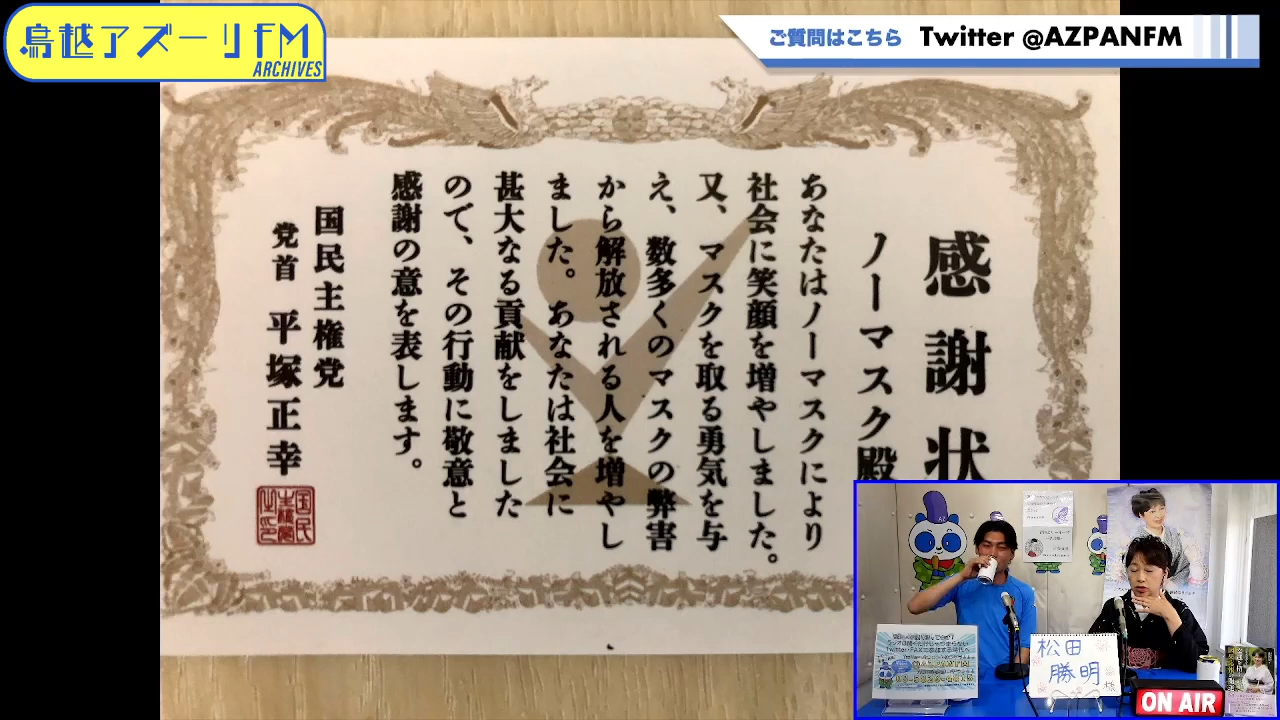 鳥越アズーリFM
ARCHIVES
ご質問はこちら Twitter @AZPANFM
感謝状
ノーマスク殿
あなたはノーマスクにより
社会に笑顔を増やしました。
又、マスクを取る勇気を与
え、数多くのマスクの弊害
から解放される人を増やし
ました。あなたは社会に
甚大なる貢献をしました
ので、その行動に敬意と
感謝の意を表します。
国民主権党
党首 平塚正幸
松田
勝明
様
ON AIR